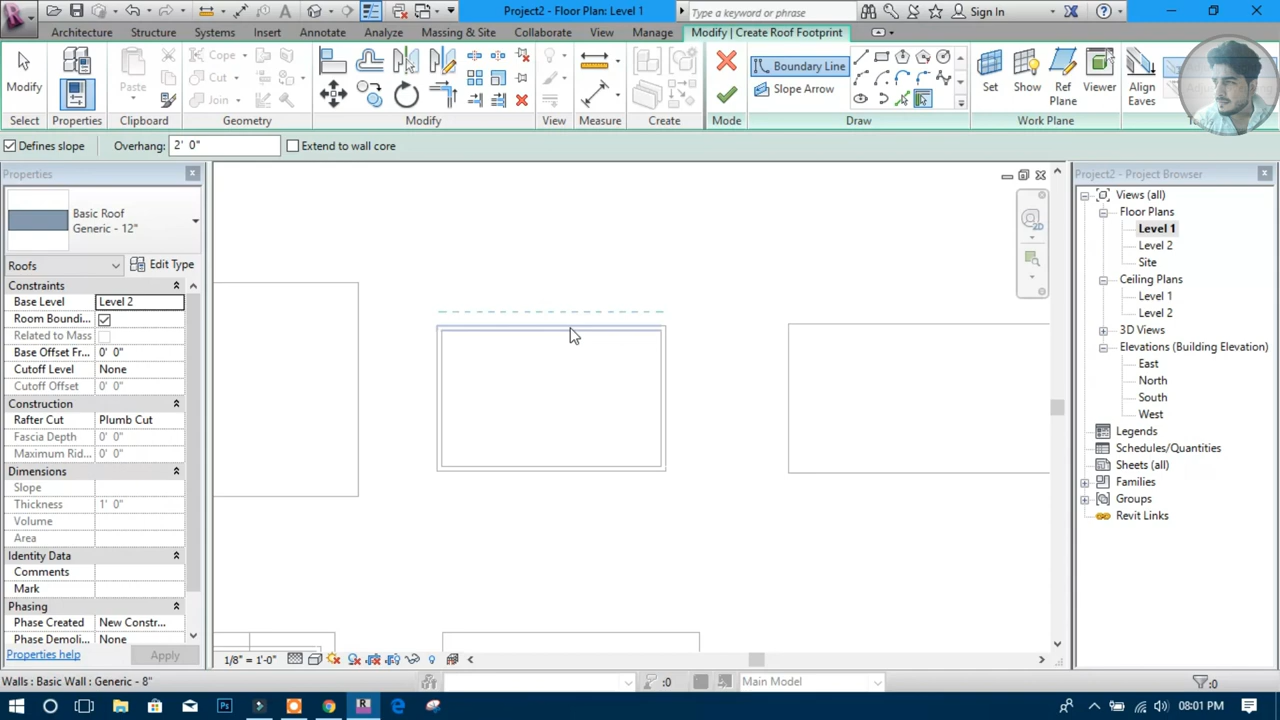 Project2 - Floor Plan: Level 1
Type a keyword or phrase
Sign In
Architecture Structure Systems Insert Annotate Analyze Massing & Site Collaborate View Manage Modify | Create Roof Footprint
Modify
Select
Properties
Paste
Clipboard
Cope
Cut
Join
Geometry
Modify
View
Measure
Create
Mode
Boundary Line
Slope Arrow
Draw
Set
Show
Ref Plane
Viewer
Work Plane
Align Eaves
Defines slope
Overhang: 2' 0"
Extend to wall core
Properties
Basic Roof
Generic - 12"
Roofs
Edit Type
Constraints
Base Level Level 2
Room Boundi...
Related to Mass
Base Offset Fr... 0' 0"
Cutoff Level None
Cutoff Offset 0' 0"
Construction
Rafter Cut Plumb Cut
Fascia Depth 0' 0"
Maximum Rid... 0' 0"
Dimensions
Slope
Thickness 1' 0"
Volume
Area
Identity Data
Comments
Mark
Phasing
Phase Created New Constr...
Phase Demoli... None
Properties help
Apply
2D
Project2 - Project Browser
Views (all)
Floor Plans
Level 1
Level 2
Site
Ceiling Plans
Level 1
Level 2
3D Views
Elevations (Building Elevation)
East
North
South
West
Legends
Schedules/Quantities
Sheets (all)
Families
Groups
Revit Links
1/8" = 1'-0"
Walls : Basic Wall : Generic - 8"
:0
Main Model
:0
Ps
R
08:01 PM